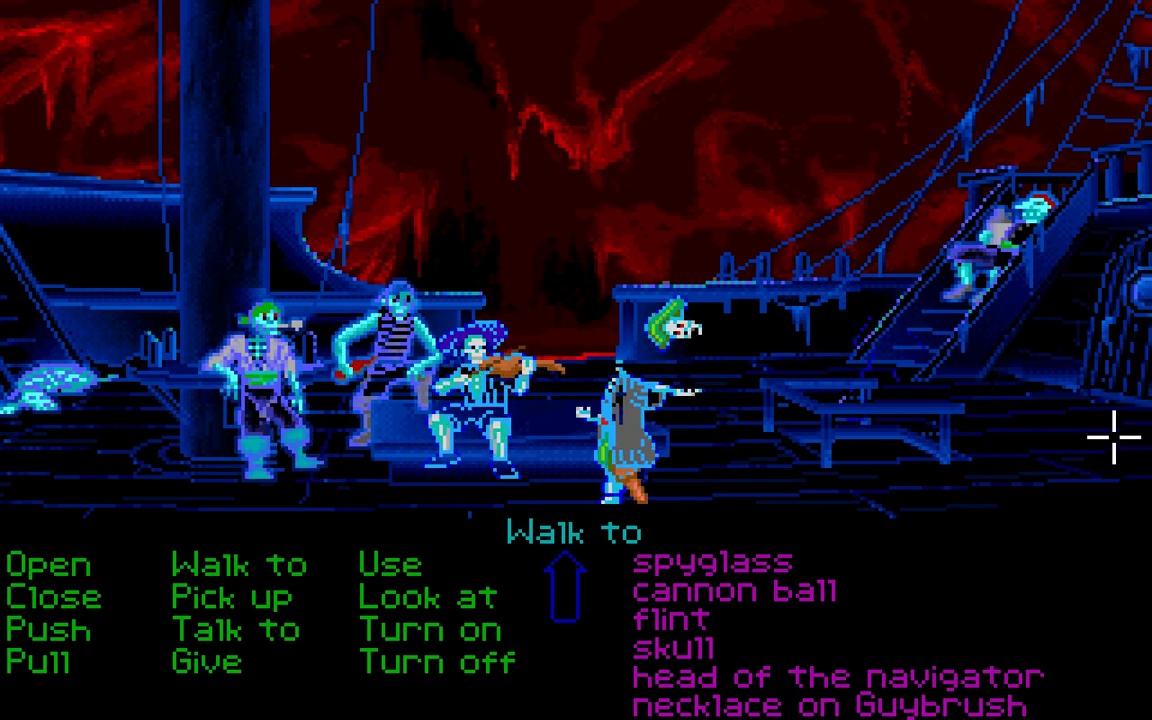 Walk to
Open Walk to Use spyglass
cannon ball
Close Pick up Look at flint
Push Talk to Turn on skull
Pull Give Turn off head of the navigator
necklace on Guybrush